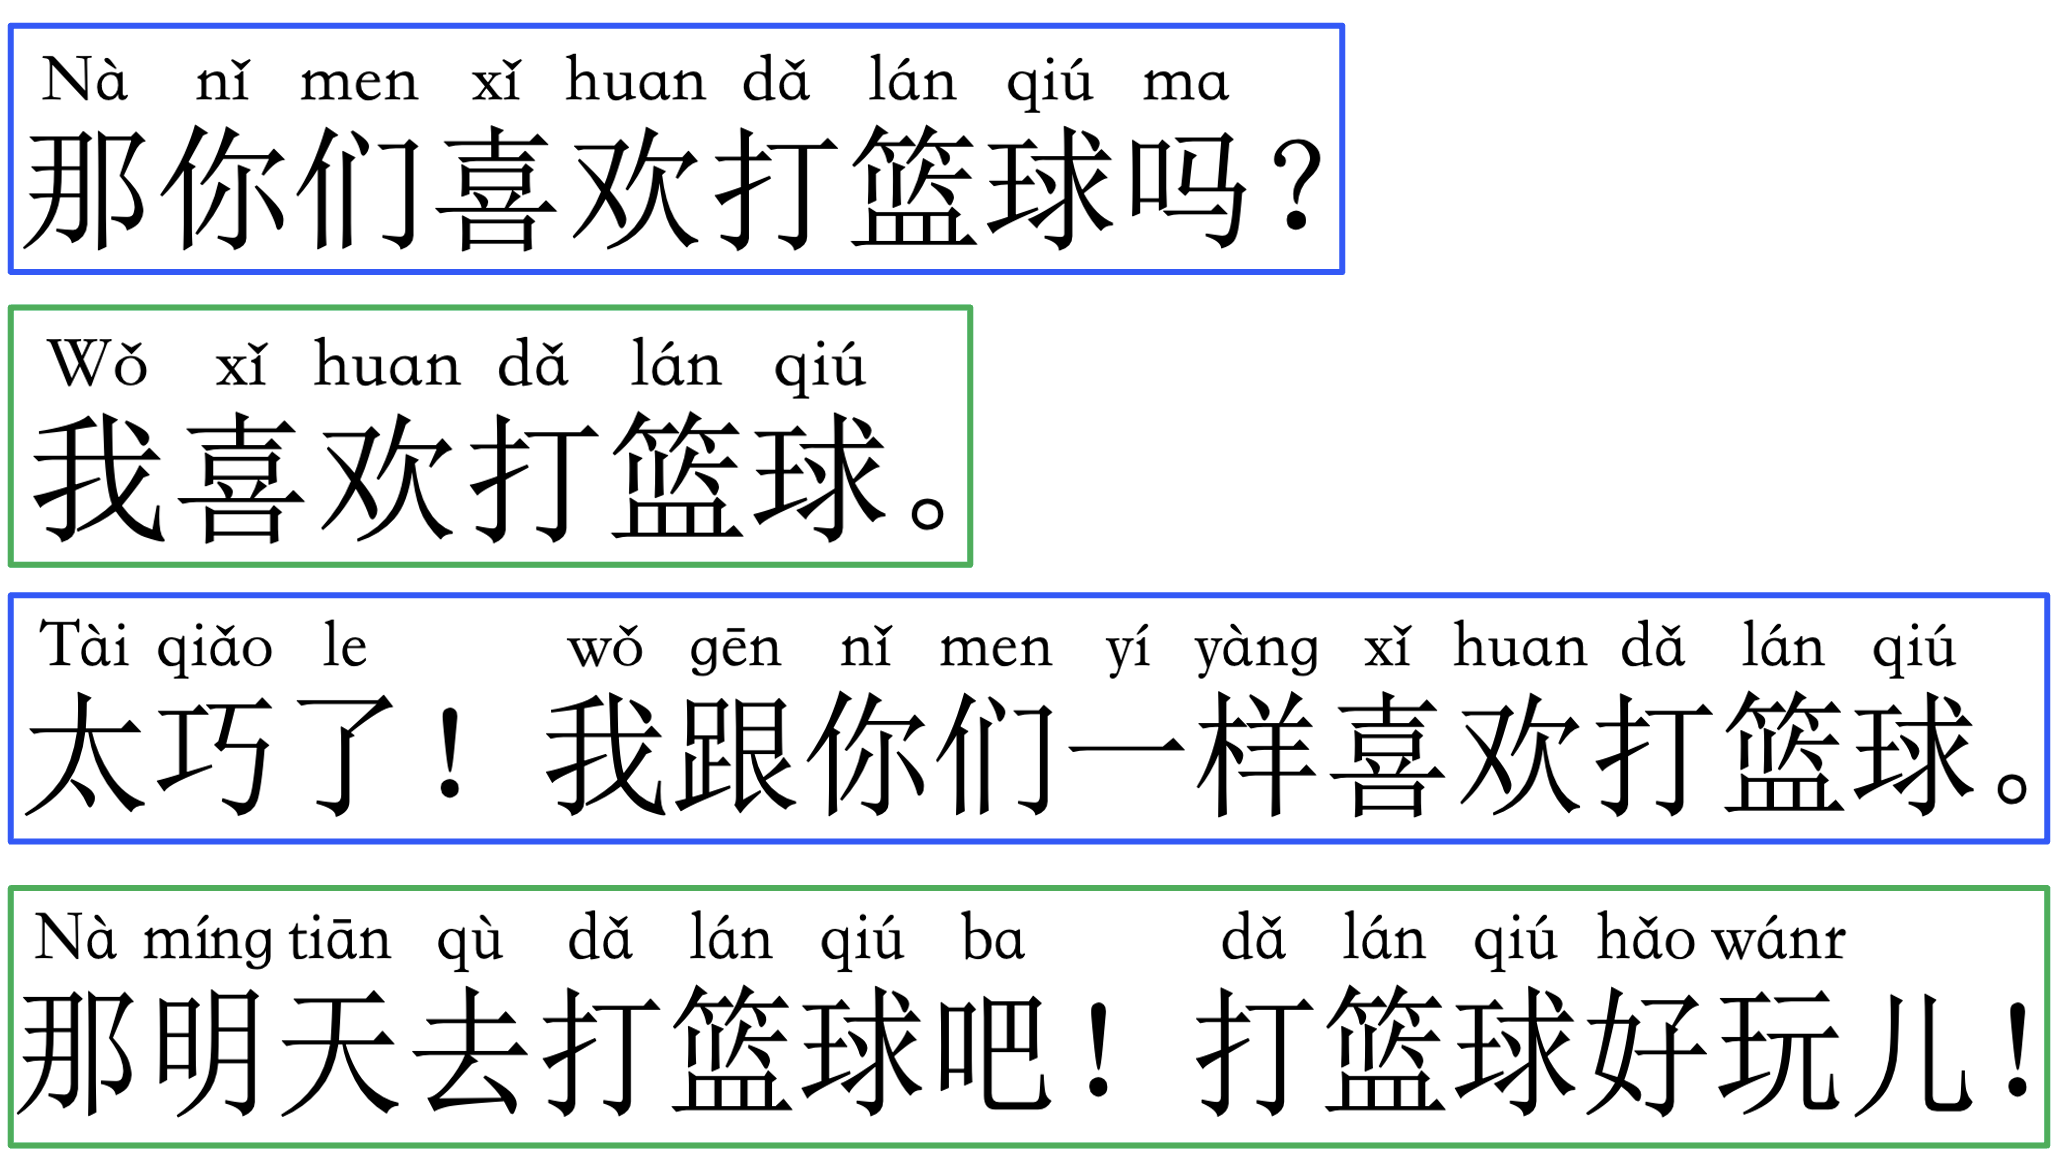 Nà nǐ men xǐ huan dǎ lán qiú ma
那你们喜欢打篮球吗？
Wǒ xǐ huan dǎ lán qiú
我喜欢打篮球。
Tài qiǎo le wǒ gēn nǐ men yí yàng xǐ huan dǎ lán qiú
太巧了！我跟你们一样喜欢打篮球。
Nà míng tiān qù dǎ lán qiú ba dǎ lán qiú hǎo wánr
那明天去打篮球吧！打篮球好玩儿！